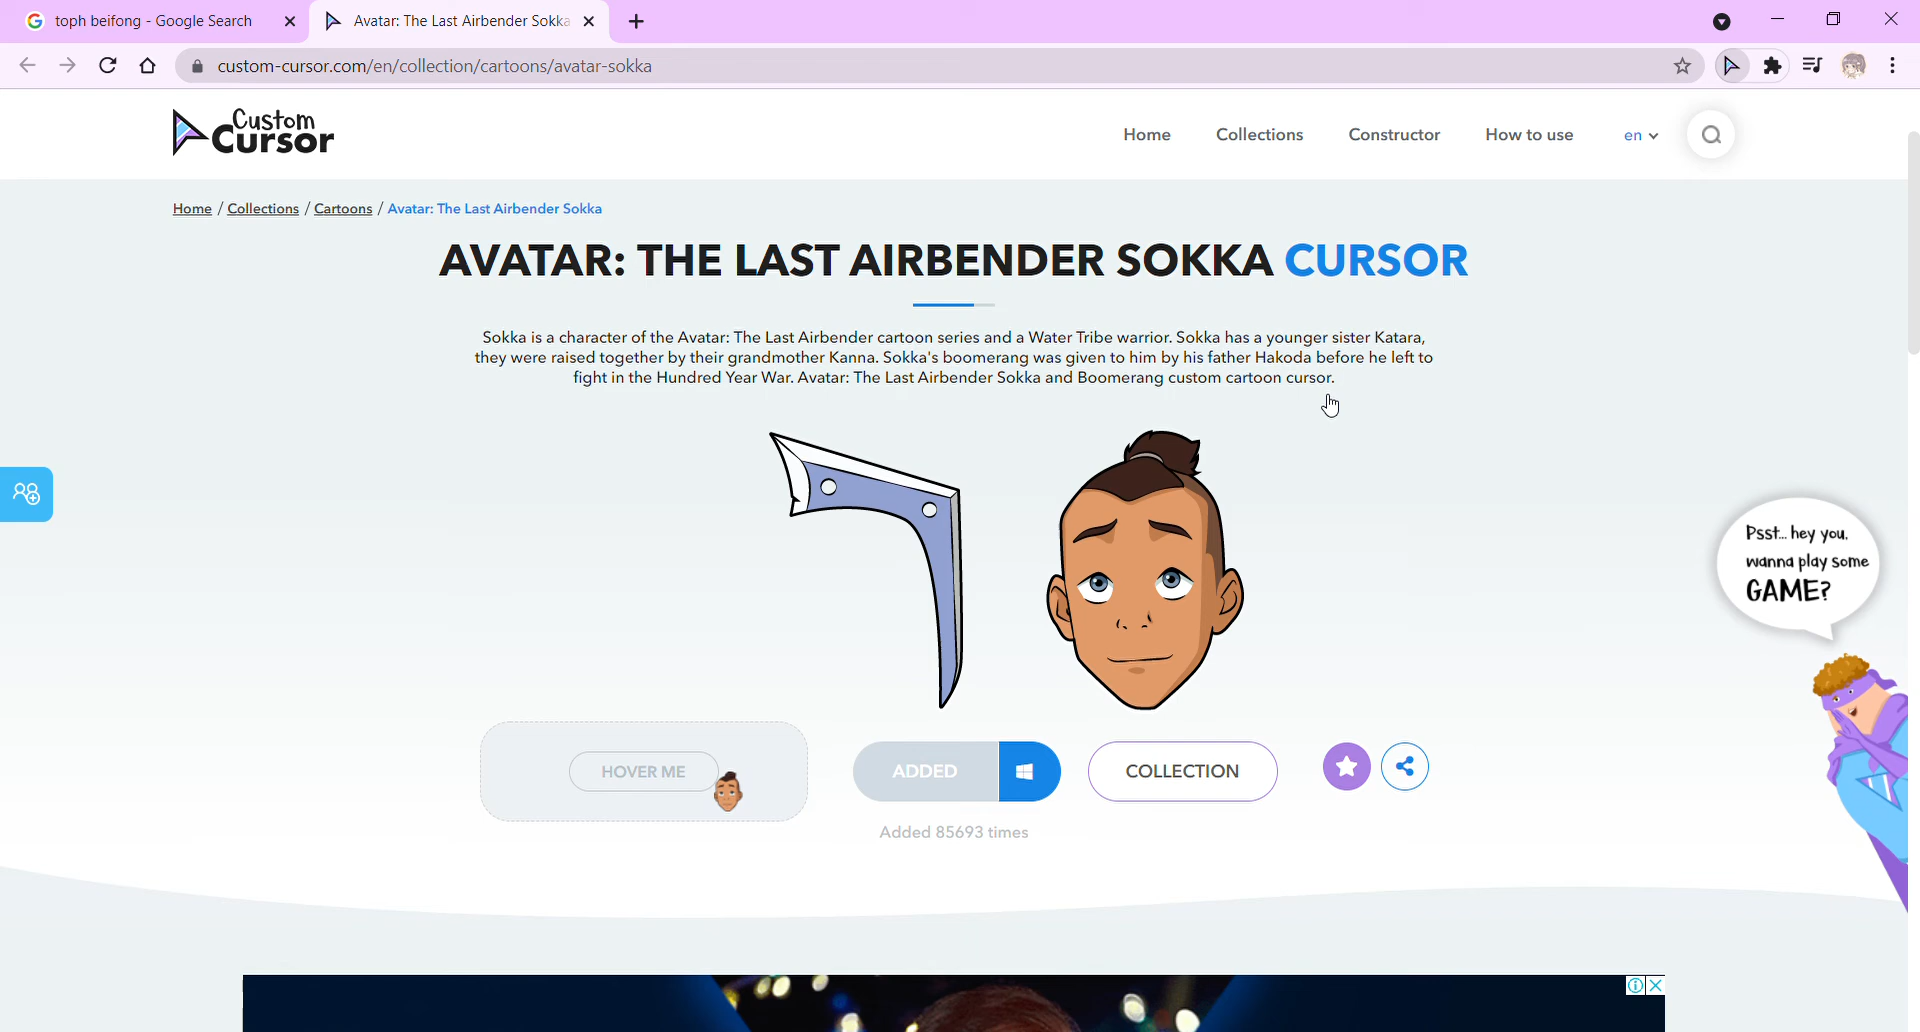 toph beifong - Google Search
Avatar: The Last Airbender Sokka
custom-cursor.com/en/collection/cartoons/avatar-sokka
Custom
Cursor
Home Collections Constructor How to use en
Home / Collections / Cartoons / Avatar: The Last Airbender Sokka
AVATAR: THE LAST AIRBENDER SOKKA CURSOR
Sokka is a character of the Avatar: The Last Airbender cartoon series and a Water Tribe warrior. Sokka has a younger sister Katara,
they were raised together by their grandmother Kanna. Sokka's boomerang was given to him by his father Hakoda before he left to
fight in the Hundred Year War. Avatar: The Last Airbender Sokka and Boomerang custom cartoon cursor.
Psst... hey you,
wanna play some
GAME?
HOVER ME
ADDED
COLLECTION
Added 85693 times